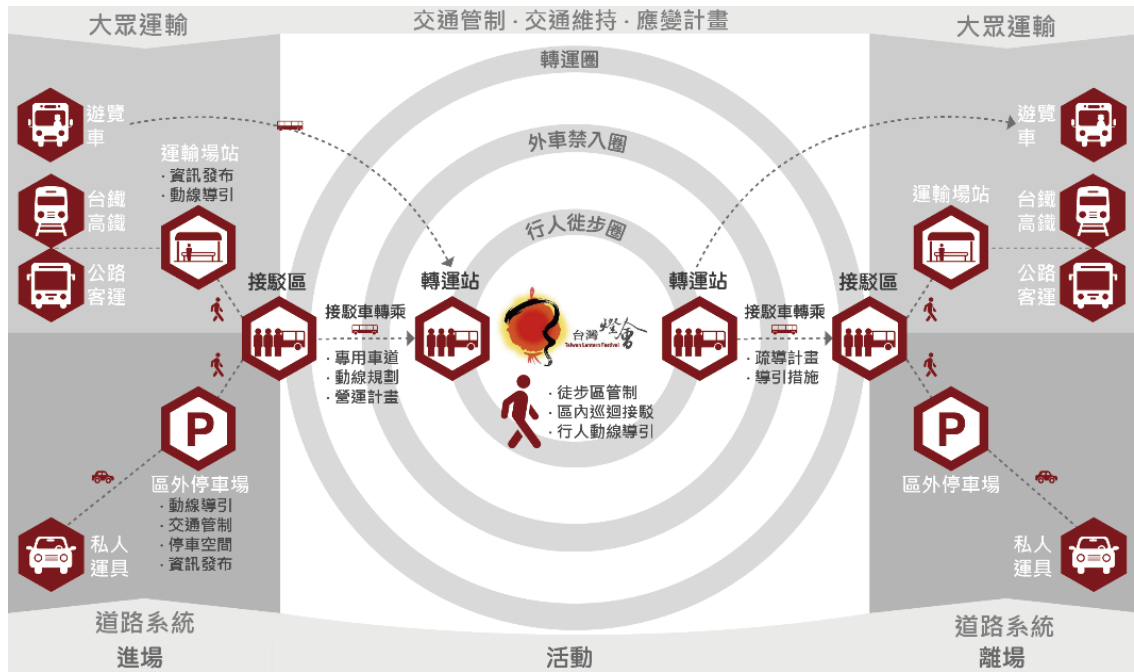 大眾運輸
交通管制 · 交通維持 · 應變計畫
大眾運輸
轉運圈
外車禁入圈
行人徒步圈
遊覽
車
運輸場站
· 資訊發布
· 動線導引
台鐵
高鐵
公路
客運
接駁區
接駁車轉乘
· 專用車道
· 動線規劃
· 營運計畫
轉運站
P
區外停車場
· 動線導引
· 交通管制
· 停車空間
· 資訊發布
私人
運具
台灣燈會
Taiwan Lantern Festival
· 徒步區管制
· 區內巡迴接駁
· 行人動線導引
轉運站
接駁車轉乘
· 疏導計畫
· 導引措施
接駁區
遊覽
車
運輸場站
台鐵
高鐵
公路
客運
P
區外停車場
私人
運具
道路系統
進場
活動
道路系統
離場